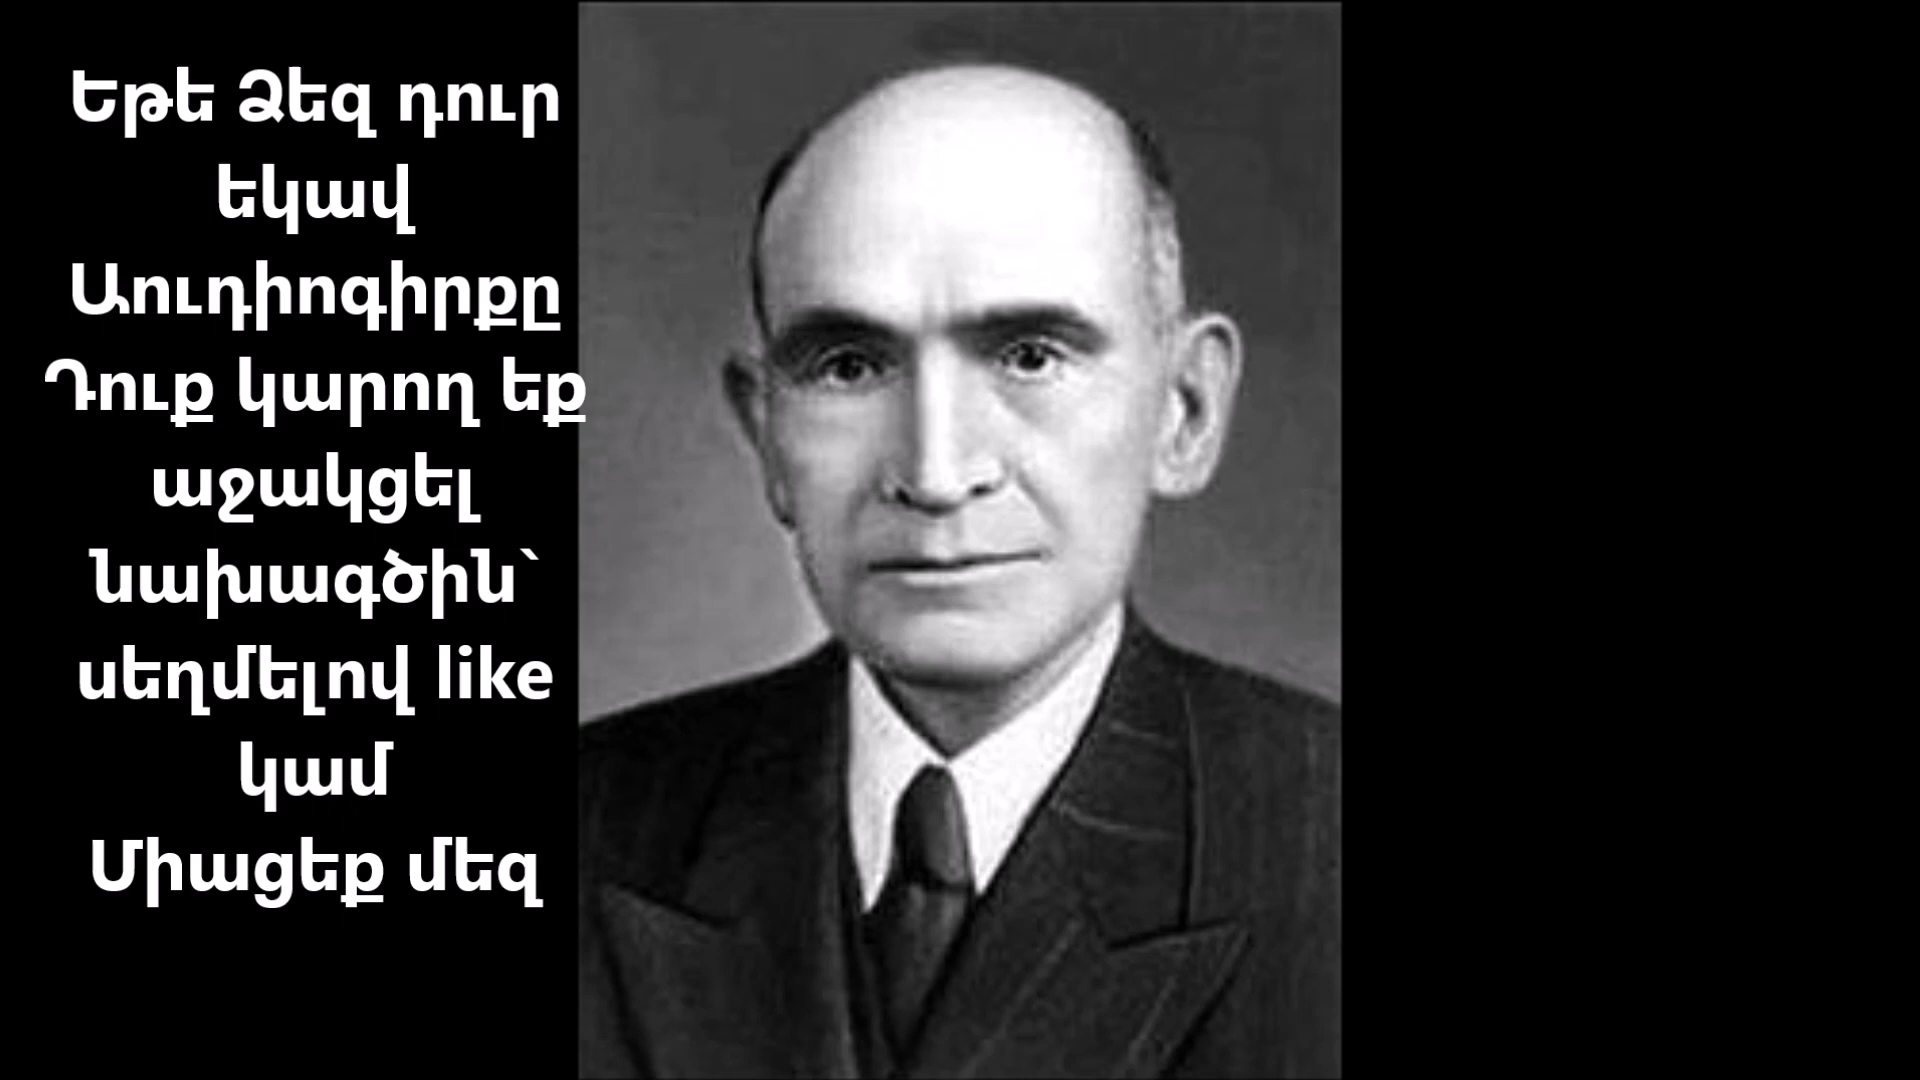 Եթե Ձեզ դուր
եկավ
Աուդիոգիրքը
Դուք կարող եք
աջակցել
նախագծին՝
սեղմելով like
կամ
Միացեք մեզ